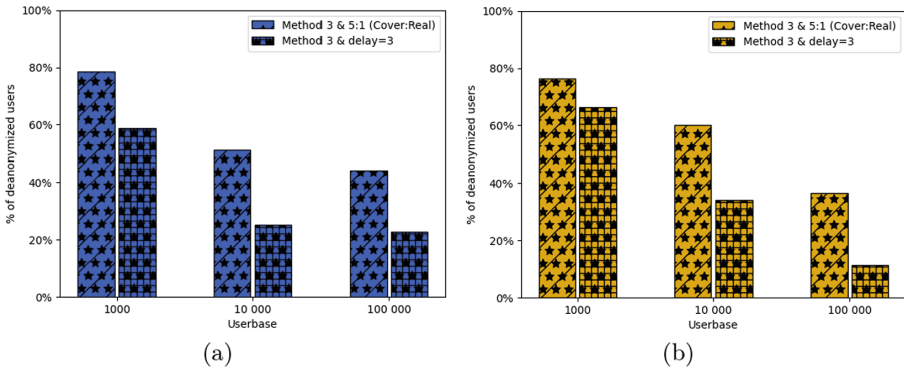 100%
80%
60%
40%
20%
0%
% of deanonymized users
Method 3 & 5:1 (Cover:Real)
Method 3 & delay=3
1000
10 000
100 000
Userbase
(a)
100%
80%
60%
40%
20%
0%
% of deanonymized users
Method 3 & 5:1 (Cover:Real)
Method 3 & delay=3
1000
10 000
100 000
Userbase
(b)